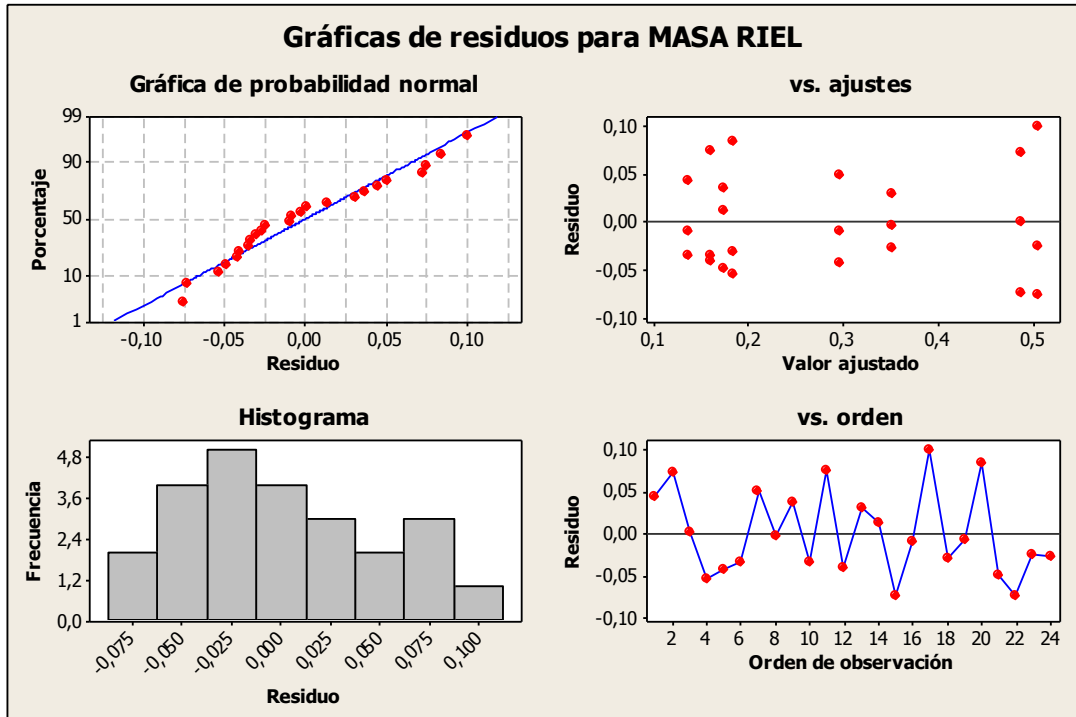 Gráficas de residuos para MASA RIEL
Gráfica de probabilidad normal
99
90
50
10
1
Porcentaje
-0,10 -0,05 0,00 0,05 0,10
Residuo
vs. ajustes
0,10
0,05
0,00
-0,05
-0,10
Residuo
0,1 0,2 0,3 0,4 0,5
Valor ajustado
Histograma
4,8
3,6
2,4
1,2
0,0
Frecuencia
-0,075 -0,050 -0,025 0,000 0,025 0,050 0,075 0,100
Residuo
vs. orden
0,10
0,05
0,00
-0,05
-0,10
Residuo
2 4 6 8 10 12 14 16 18 20 22 24
Orden de observación